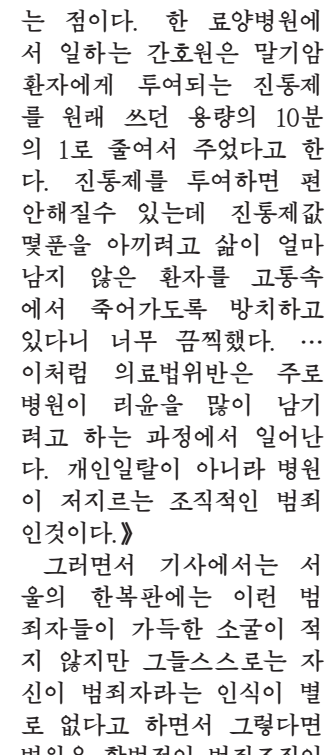 는 점이다. 한 료양병원에
서 일하는 간호원은 말기암
환자에게 투여되는 진통제
를 원래 쓰던 용량의 10분
의 1로 줄여서 주었다고 한
다. 진통제를 투여하면 편
안해질수 있는데 진통제값
몇푼을 아끼려고 삶이 얼마
남지 않은 환자를 고통속
에서 죽어가도록 방치하고
있다니 너무 끔찍했다. …
이처럼 의료법위반은 주로
병원이 리윤을 많이 남기
려고 하는 과정에서 일어난
다. 개인일탈이 아니라 병원
이 저지르는 조직적인 범죄
인것이다.》
그러면서 기사에서는 서
울의 한복판에는 이런 범
죄자들이 가득한 소굴이 적
지 않지만 그들스스로는 자
신이 범죄자라는 인식이 별
로 없다고 하면서 그렇다면